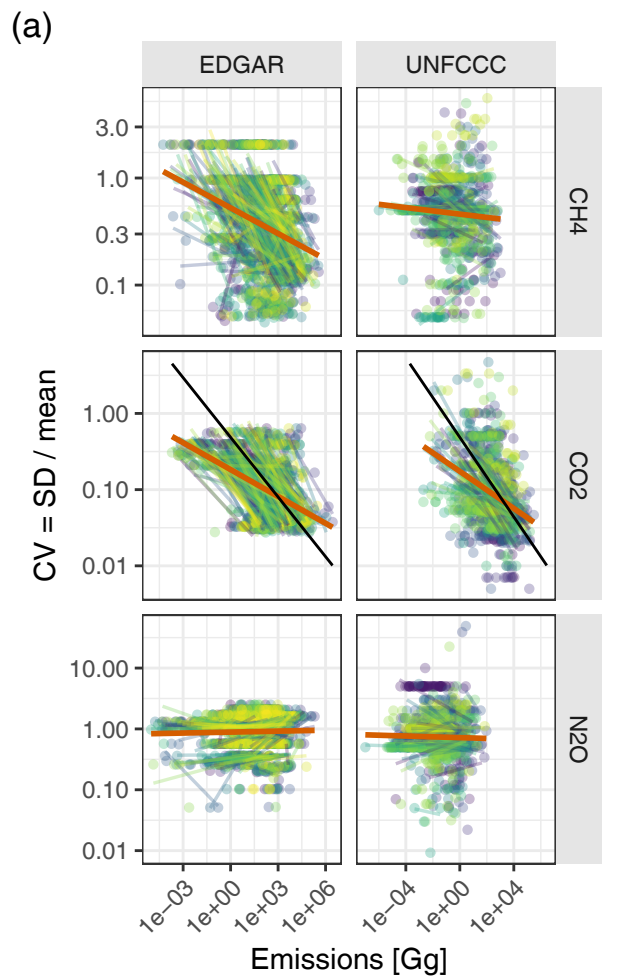 (a)
EDGAR UNFCCC
3.0
1.0
0.3
0.1
CH4
1.00
0.10
0.01
CO2
10.00
1.00
0.10
0.01
N2O
CV = SD / mean
1e−03 1e+00 1e+03 1e+06 1e−04 1e+00 1e+04
Emissions [Gg]